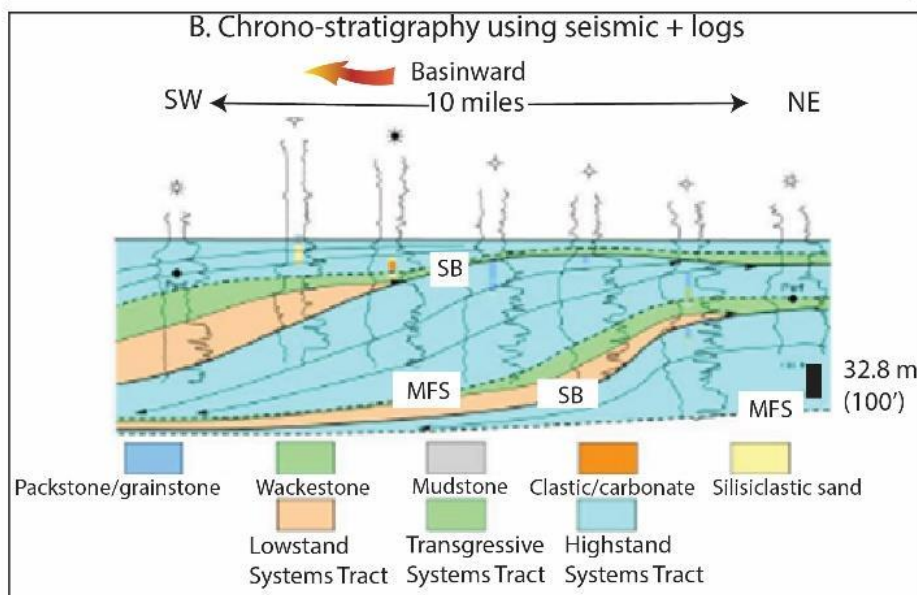 B. Chrono-stratigraphy using seismic + logs
Basinward
SW 10 miles NE
SB
MFS
SB
MFS
32.8 m
(100')
Packstone/grainstone Wackestone Mudstone Clastic/carbonate Silisiclastic sand
Lowstand Transgressive Highstand
Systems Tract Systems Tract Systems Tract